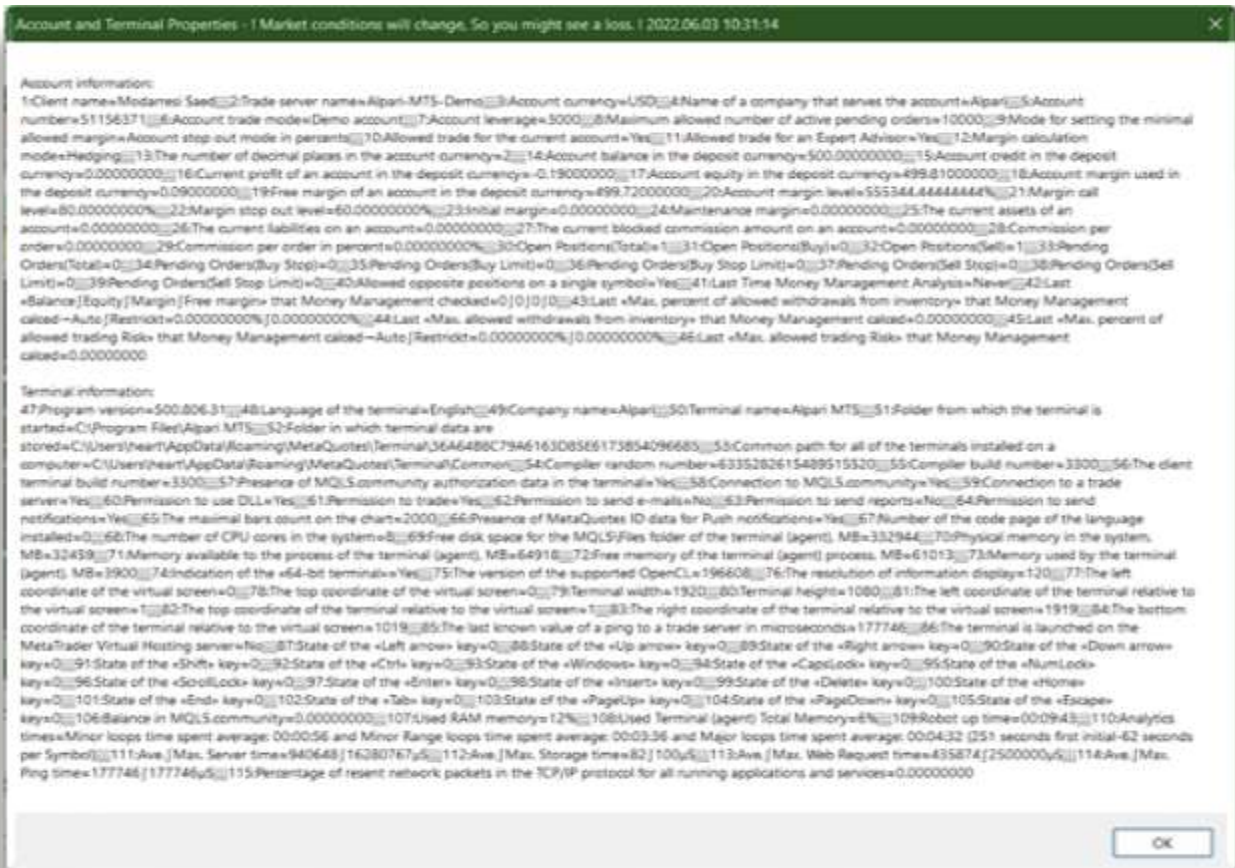 Account and Terminal Properties - ! Market conditions will change, So you might see a loss. ! 2022.06.03 10:31:14
Account information:
1:Client name=Modarresi Saed▒▒2:Trade server name=Alpari-MT5-Demo▒▒3:Account currency=USD▒▒4:Name of a company that serves the account=Alpari▒▒5:Account
number=51156371▒▒6:Account trade mode=Demo account▒▒7:Account leverage=3000▒▒8:Maximum allowed number of active pending orders=10000▒▒9:Mode for setting the minimal
allowed margin=Account stop out mode in percents▒▒10:Allowed trade for the current account=Yes▒▒11:Allowed trade for an Expert Advisor=Yes▒▒12:Margin calculation
mode=Hedging▒▒13:The number of decimal places in the account currency=2▒▒14:Account balance in the deposit currency=500.00000000▒▒15:Account credit in the deposit
currency=0.00000000▒▒16:Current profit of an account in the deposit currency=-0.19000000▒▒17:Account equity in the deposit currency=499.81000000▒▒18:Account margin used in
the deposit currency=0.09000000▒▒19:Free margin of an account in the deposit currency=499.72000000▒▒20:Account margin level=555344.44444444%▒▒21:Margin call
level=80.00000000%▒▒22:Margin stop out level=60.00000000%▒▒23:Initial margin=0.00000000▒▒24:Maintenance margin=0.00000000▒▒25:The current assets of an
account=0.00000000▒▒26:The current liabilities on an account=0.00000000▒▒27:The current blocked commission amount on an account=0.00000000▒▒28:Commission per
order=0.00000000▒▒29:Commission per order in percent=0.00000000%▒▒30:Open Positions(Total)=1▒▒31:Open Positions(Buy)=0▒▒32:Open Positions(Sell)=1▒▒33:Pending
Orders(Total)=0▒▒34:Pending Orders(Buy Stop)=0▒▒35:Pending Orders(Buy Limit)=0▒▒36:Pending Orders(Buy Stop Limit)=0▒▒37:Pending Orders(Sell Stop)=0▒▒38:Pending Orders(Sell
Limit)=0▒▒39:Pending Orders(Sell Stop Limit)=0▒▒40:Allowed opposite positions on a single symbol=Yes▒▒41:Last Time Money Management Analysis=Never▒▒42:Last
«Balance⌠Equity⌠Margin⌠Free margin» that Money Management checked=0⌠0⌠0⌠0▒▒43:Last «Max. percent of allowed withdrawals from inventory» that Money Management
calced→Auto⌠Restrickt=0.00000000%⌠0.00000000%▒▒44:Last «Max. allowed withdrawals from inventory» that Money Management calced=0.00000000▒▒45:Last «Max. percent of
allowed trading Risk» that Money Management calced→Auto⌠Restrickt=0.00000000%⌠0.00000000%▒▒46:Last «Max. allowed trading Risk» that Money Management
calced=0.00000000
Terminal information:
47:Program version=500.806.31▒▒48:Language of the terminal=English▒▒49:Company name=Alpari▒▒50:Terminal name=Alpari MT5▒▒51:Folder from which the terminal is
started=C:\Program Files\Alpari MT5▒▒52:Folder in which terminal data are
stored=C:\Users\heart\AppData\Roaming\MetaQuotes\Terminal\▒▒53:Common path for all of the terminals installed on a
computer=C:\Users\heart\AppData\Roaming\MetaQuotes\Terminal\Common▒▒54:Compiler random number=6335282615489515520▒▒55:Compiler build number=3300▒▒56:The client
terminal build number=3300▒▒57:Presence of MQL5.community authorization data in the terminal=Yes▒▒58:Connection to MQL5.community=Yes▒▒59:Connection to a trade
server=Yes▒▒60:Permission to use DLL=Yes▒▒61:Permission to trade=Yes▒▒62:Permission to send e-mails=No▒▒63:Permission to send reports=No▒▒64:Permission to send
notifications=Yes▒▒65:The maximal bars count on the chart=2000▒▒66:Presence of MetaQuotes ID data for Push notifications=Yes▒▒67:Number of the code page of the language
installed=0▒▒68:The number of CPU cores in the system=8▒▒69:Free disk space for the MQL5\Files folder of the terminal (agent), MB=332944▒▒70:Physical memory in the system,
MB=32459▒▒71:Memory available to the process of the terminal (agent), MB=64918▒▒72:Free memory of the terminal (agent) process, MB=61013▒▒73:Memory used by the terminal
(agent), MB=3900▒▒74:Indication of the «64-bit terminal»=Yes▒▒75:The version of the supported OpenCL=196608▒▒76:The resolution of information display=120▒▒77:The left
coordinate of the virtual screen=0▒▒78:The top coordinate of the virtual screen=0▒▒79:Terminal width=1920▒▒80:Terminal height=1080▒▒81:The left coordinate of the terminal relative to
the virtual screen=1▒▒82:The top coordinate of the terminal relative to the virtual screen=1▒▒83:The right coordinate of the terminal relative to the virtual screen=1919▒▒84:The bottom
coordinate of the terminal relative to the virtual screen=1019▒▒85:The last known value of a ping to a trade server in microseconds=177746▒▒86:The terminal is launched on the
MetaTrader Virtual Hosting server=No▒▒87:State of the «Left arrow» key=0▒▒88:State of the «Up arrow» key=0▒▒89:State of the «Right arrow» key=0▒▒90:State of the «Down arrow»
key=0▒▒91:State of the «Shift» key=0▒▒92:State of the «Ctrl» key=0▒▒93:State of the «Windows» key=0▒▒94:State of the «CapsLock» key=0▒▒95:State of the «NumLock»
key=0▒▒96:State of the «ScrollLock» key=0▒▒97:State of the «Enter» key=0▒▒98:State of the «Insert» key=0▒▒99:State of the «Delete» key=0▒▒100:State of the «Home»
key=0▒▒101:State of the «End» key=0▒▒102:State of the «Tab» key=0▒▒103:State of the «PageUp» key=0▒▒104:State of the «PageDown» key=0▒▒105:State of the «Escape»
key=0▒▒106:Balance in MQL5.community=0.00000000▒▒107:Used RAM memory=12%▒▒108:Used Terminal (agent) Total Memory=6%▒▒109:Robot up time=00:09:43▒▒110:Analytics
times=Minor loops time spent average: 00:00:56 and Minor Range loops time spent average: 00:03:36 and Major loops time spent average: 00:04:32 (251 seconds first initial-62 seconds
per Symbol)▒▒111:Ave.⌠Max. Server time=940648⌠16280767µS▒▒112:Ave.⌠Max. Storage time=82⌠100µS▒▒113:Ave.⌠Max. Web Request time=435874⌠2500000µS▒▒114:Ave.⌠Max.
Ping time=177746⌠177746µS▒▒115:Percentage of resent network packets in the TCP/IP protocol for all running applications and services=0.00000000
OK